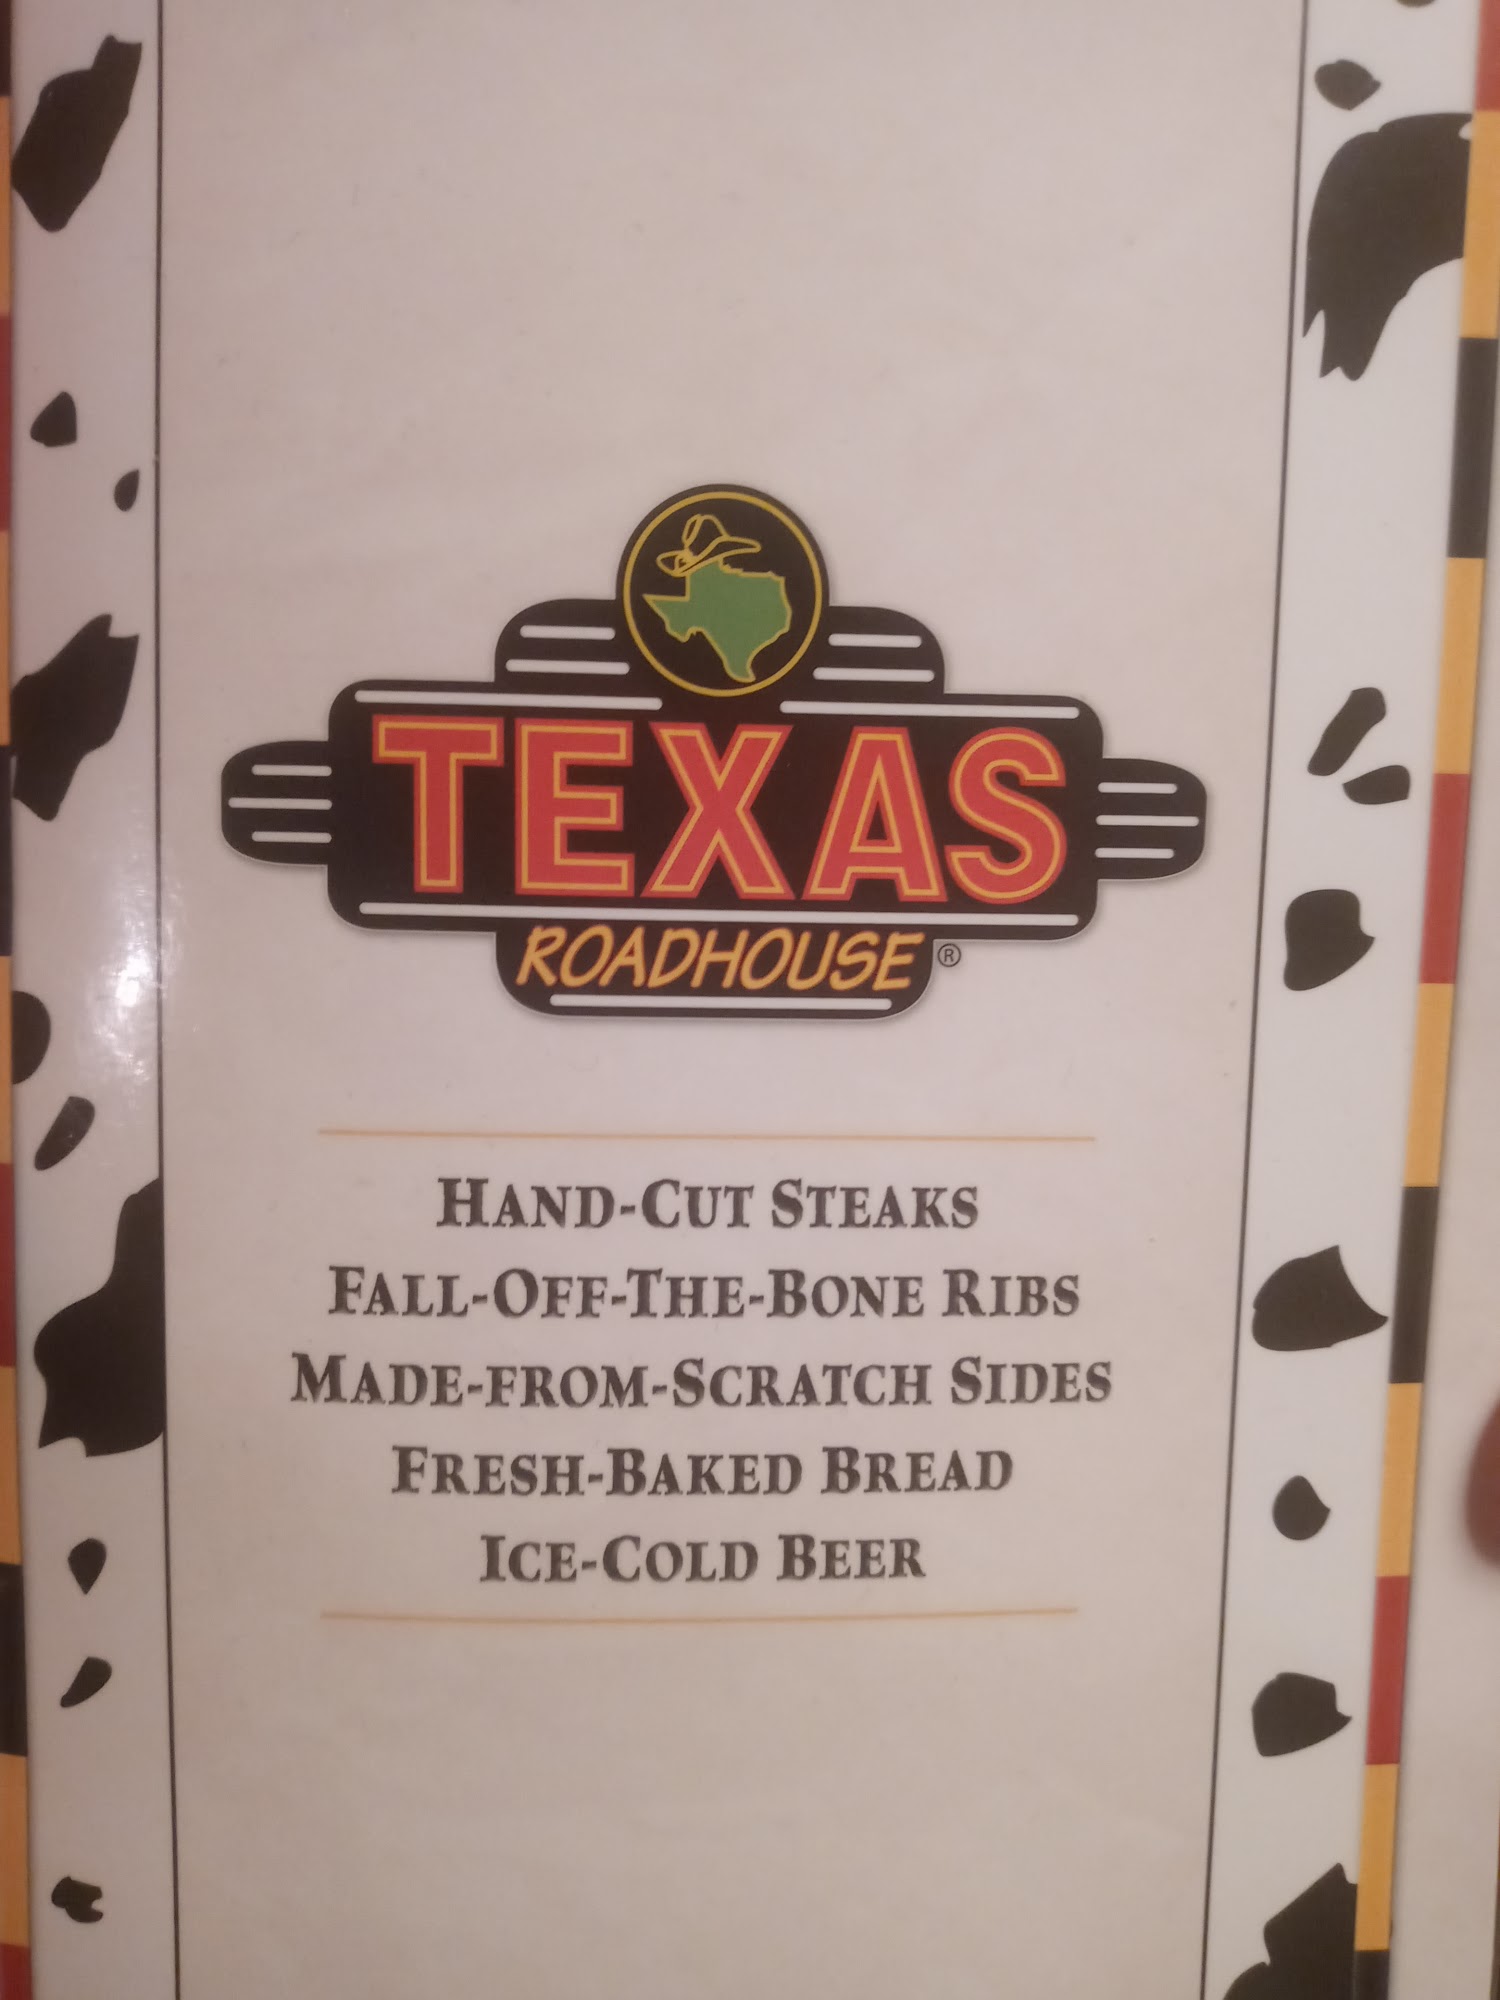 TEXAS
ROADHOUSE®
HAND-CUT STEAKS
FALL-OFF-THE-BONE RIBS
MADE-FROM-SCRATCH SIDES
FRESH-BAKED BREAD
ICE-COLD BEER